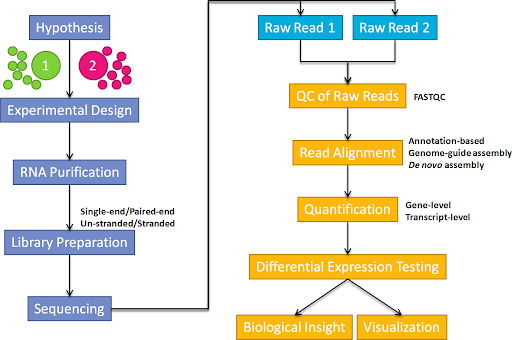 Hypothesis
1
2
Experimental Design
RNA Purification
Single-end/Paired-end
Un-stranded/Stranded
Library Preparation
Sequencing
Raw Read 1
Raw Read 2
QC of Raw Reads
FASTQC
Read Alignment
Annotation-based
Genome-guide assembly
De novo assembly
Quantification
Gene-level
Transcript-level
Differential Expression Testing
Biological Insight
Visualization